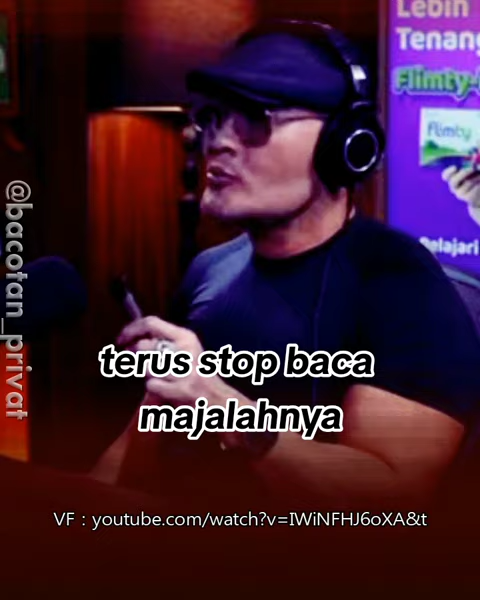 Lebih
Tenang
Flimty
flimty
Pelajari
@bacotan_privat
terus stop baca
majalahnya
VF : youtube.com/watch?v=IWiNFHJ6oXA&t